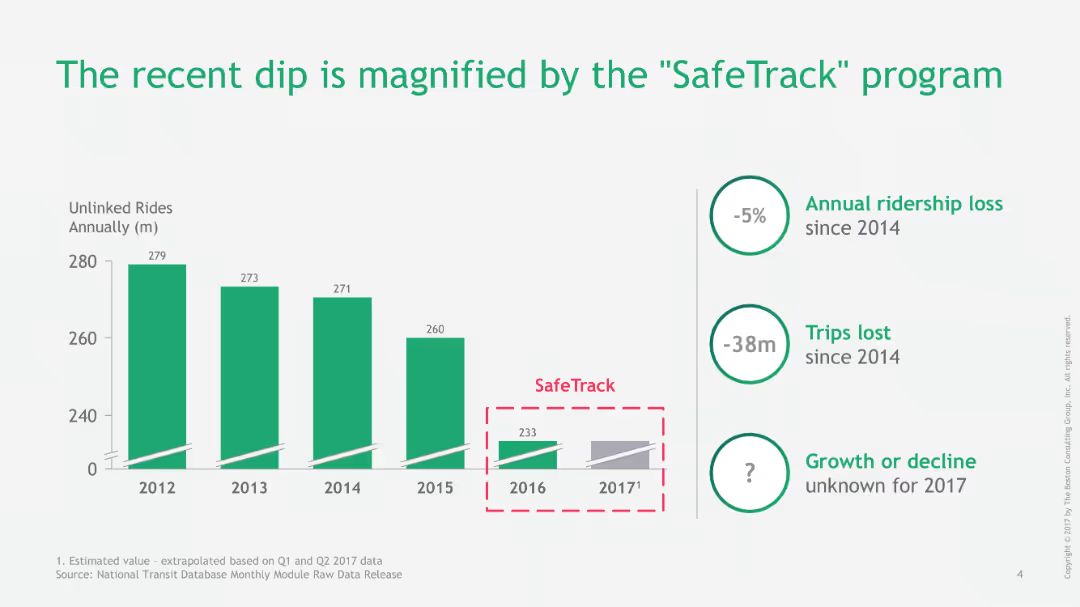 The recent dip is magnified by the "SafeTrack" program
Unlinked Rides
Annually (m)
280
260
240
0
279
273
271
260
233
SafeTrack
2012
2013
2014
2015
2016
2017¹
-5%
Annual ridership loss
since 2014
-38m
Trips lost
since 2014
?
Growth or decline
unknown for 2017
1. Estimated value – extrapolated based on Q1 and Q2 2017 data
Source: National Transit Database Monthly Module Raw Data Release
4
Copyright © 2017 by The Boston Consulting Group, Inc. All rights reserved.